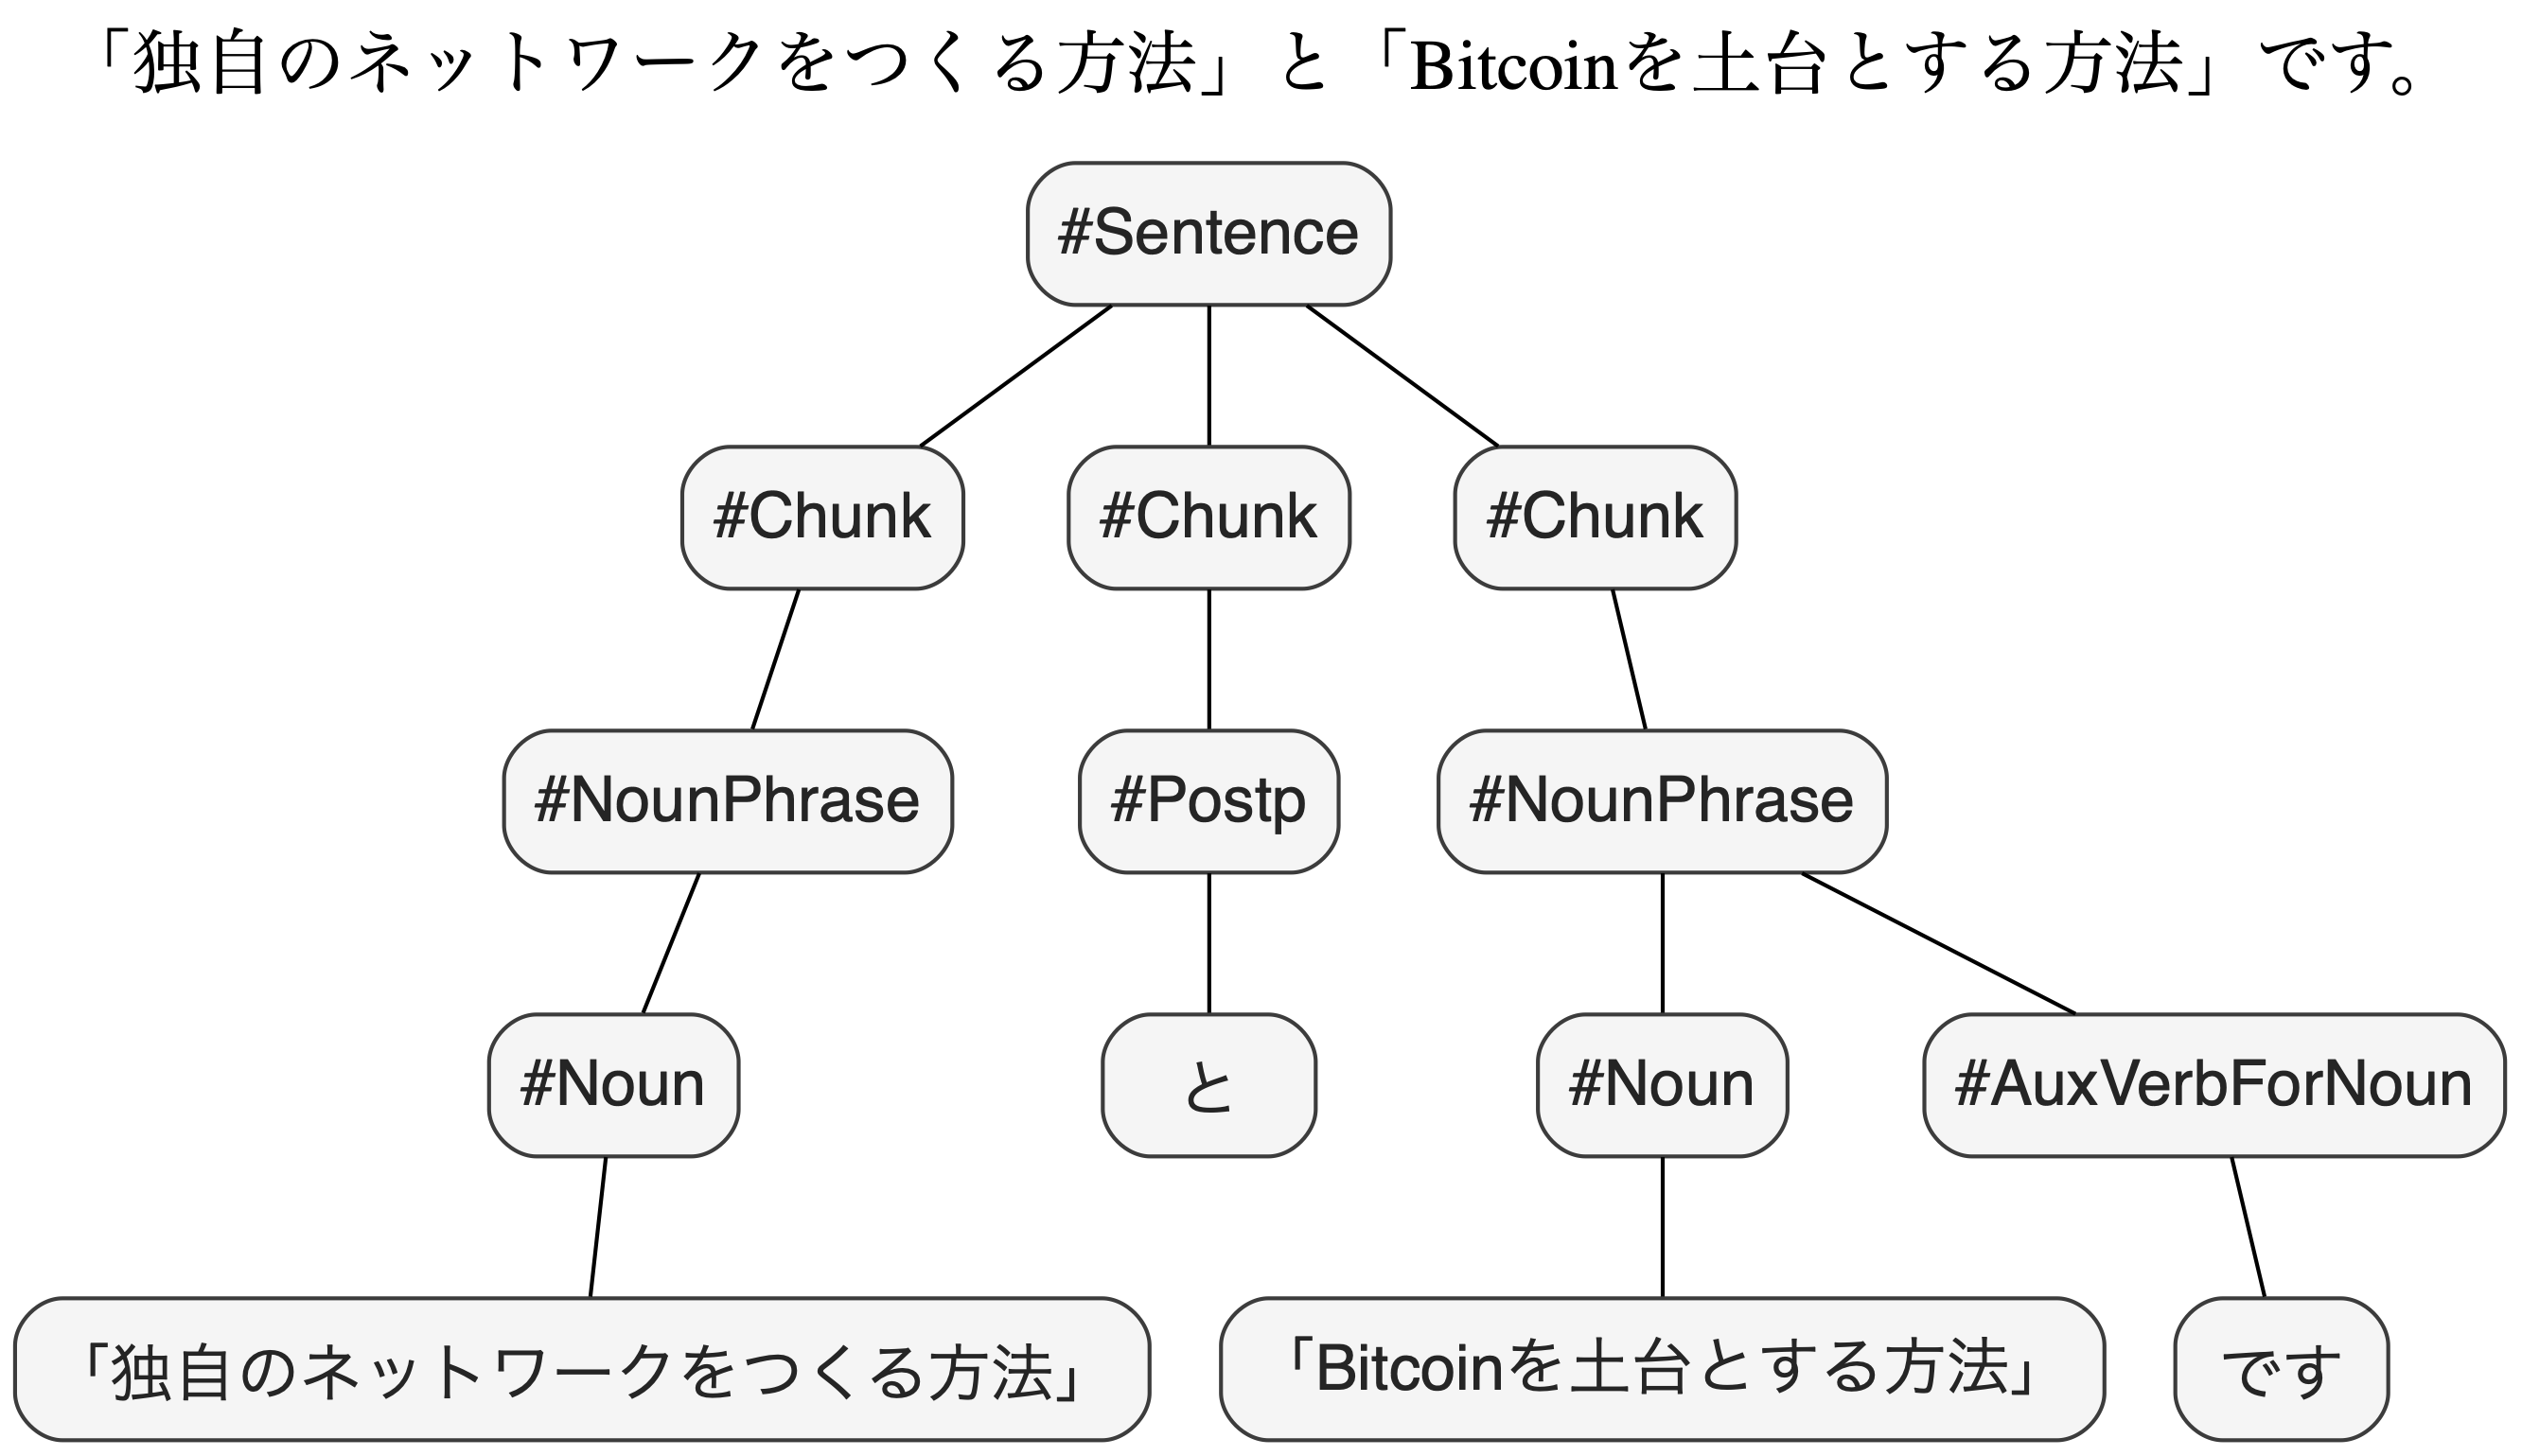 「独自のネットワークをつくる方法」と「Bitcoinを土台とする方法」です。
#Sentence
#Chunk #Chunk #Chunk
#NounPhrase #Postp #NounPhrase
#Noun と #Noun #AuxVerbForNoun
「独自のネットワークをつくる方法」 「Bitcoinを土台とする方法」 です